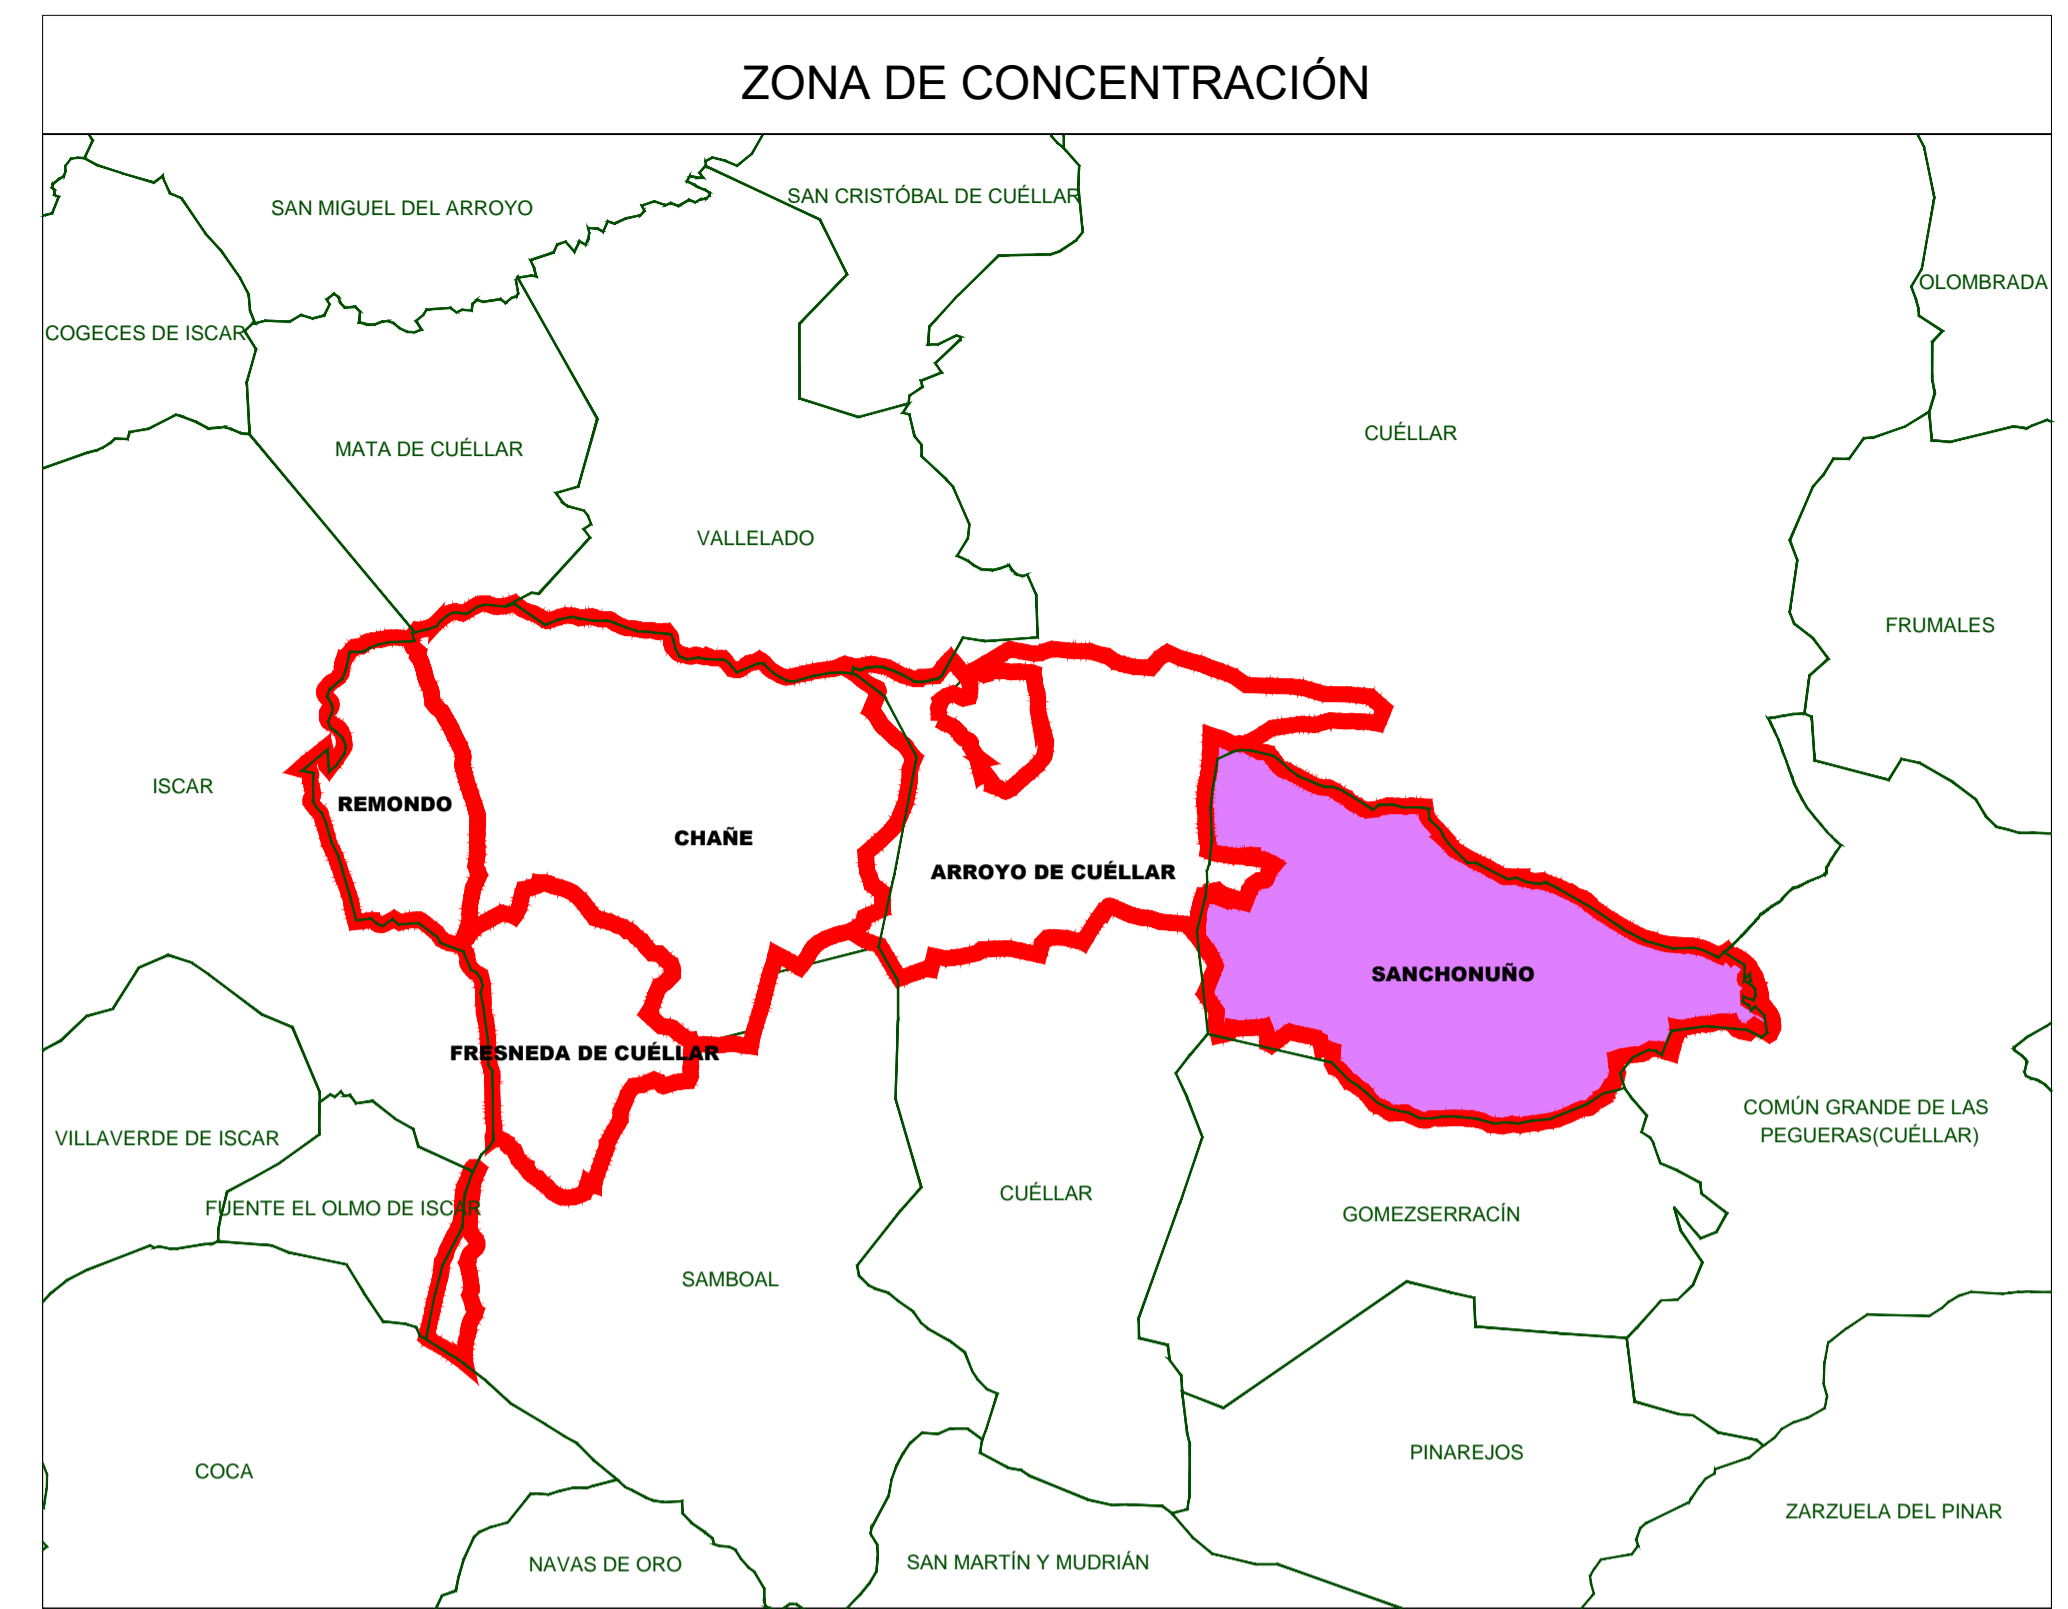 ZONA DE CONCENTRACIÓN
SAN CRISTÓBAL DE CUÉLLAR
SAN MIGUEL DEL ARROYO
OLOMBRADA
COGECES DE ISCAR
CUÉLLAR
MATA DE CUÉLLAR
VALLELADO
FRUMALES
ISCAR
REMONDO
CHAÑE
ARROYO DE CUÉLLAR
SANCHONUÑO
FRESNEDA DE CUÉLLAR
COMÚN GRANDE DE LAS
PEGUERAS(CUÉLLAR)
VILLAVERDE DE ISCAR
CUÉLLAR
FUENTE EL OLMO DE ISCAR
GOMEZSERRACÍN
SAMBOAL
PINAREJOS
COCA
ZARZUELA DEL PINAR
SAN MARTÍN Y MUDRIÁN
NAVAS DE ORO